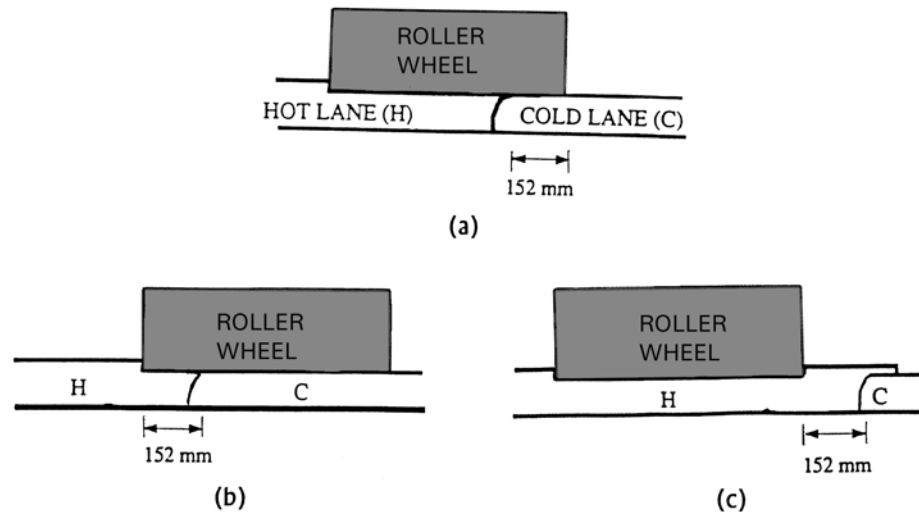 ROLLER
WHEEL
HOT LANE (H)
COLD LANE (C)
152 mm
(a)
ROLLER
WHEEL
H
C
152 mm
(b)
ROLLER
WHEEL
H
C
152 mm
(c)